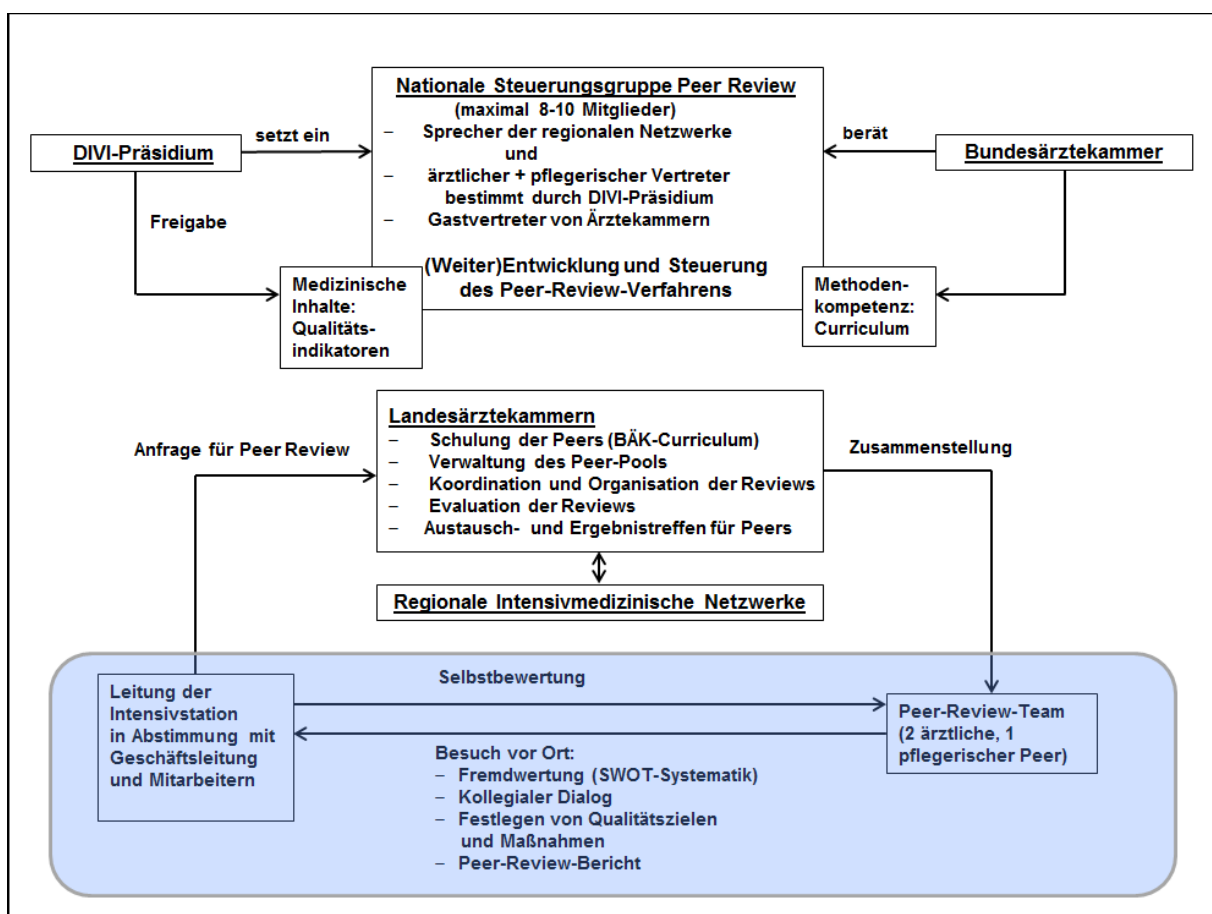 Nationale Steuerungsgruppe Peer Review
(maximal 8-10 Mitglieder)
– Sprecher der regionalen Netzwerke
und
– ärztlicher + pflegerischer Vertreter
bestimmt durch DIVI-Präsidium
– Gastvertreter von Ärztekammern
(Weiter)Entwicklung und Steuerung
des Peer-Review-Verfahrens
DIVI-Präsidium
setzt ein
berät
Bundesärztekammer
Freigabe
Medizinische
Inhalte:
Qualitäts-
indikatoren
Methoden-
kompetenz:
Curriculum
Landesärztekammern
– Schulung der Peers (BÄK-Curriculum)
– Verwaltung des Peer-Pools
– Koordination und Organisation der Reviews
– Evaluation der Reviews
– Austausch- und Ergebnistreffen für Peers
Anfrage für Peer Review
Zusammenstellung
Regionale Intensivmedizinische Netzwerke
Leitung der
Intensivstation
in Abstimmung mit
Geschäftsleitung
und Mitarbeitern
Selbstbewertung
Peer-Review-Team
(2 ärztliche, 1
pflegerischer Peer)
Besuch vor Ort:
– Fremdwertung (SWOT-Systematik)
– Kollegialer Dialog
– Festlegen von Qualitätszielen
und Maßnahmen
– Peer-Review-Bericht